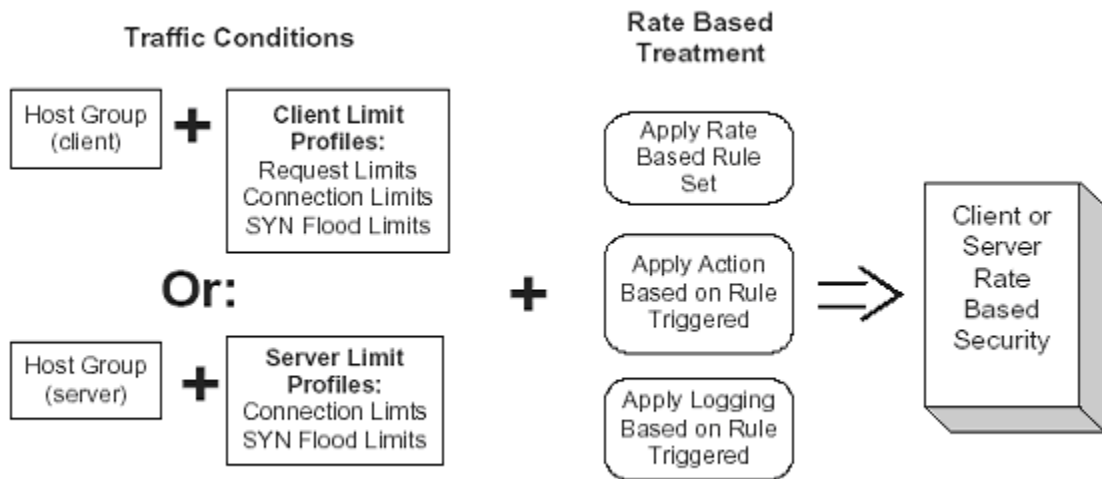 Traffic Conditions
Rate Based
Treatment
Host Group
(client)
+
Client Limit
Profiles:
Request Limits
Connection Limits
SYN Flood Limits
Or:
Host Group
(server)
+
Server Limit
Profiles:
Connection Limts
SYN Flood Limits
+
Apply Rate
Based Rule
Set
Apply Action
Based on Rule
Triggered
Apply Logging
Based on Rule
Triggered
Client or
Server
Rate
Based
Security